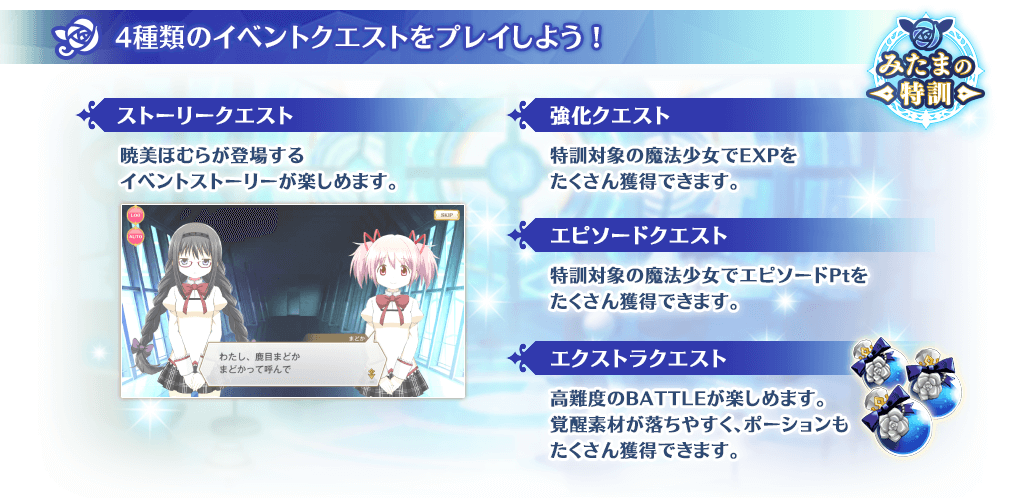 4種類のイベントクエストをプレイしよう！
みたまの
特訓
ストーリークエスト
暁美ほむらが登場する
イベントストーリーが楽しめます。
LOG
AUTO
SKIP
まどか
わたし、鹿目まどか
まどかって呼んで
強化クエスト
特訓対象の魔法少女でEXPを
たくさん獲得できます。
エピソードクエスト
特訓対象の魔法少女でエピソードPtを
たくさん獲得できます。
エクストラクエスト
高難度のBATTLEが楽しめます。
覚醒素材が落ちやすく、ポーションも
たくさん獲得できます。